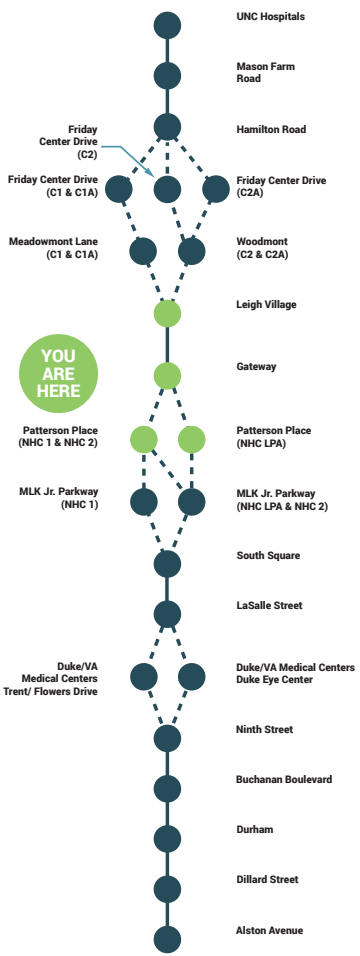 UNC Hospitals
Mason Farm
Road
Hamilton Road
Friday
Center Drive
(C2)
Friday Center Drive
(C1 & C1A)
Friday Center Drive
(C2A)
Meadowmont Lane
(C1 & C1A)
Woodmont
(C2 & C2A)
Leigh Village
YOU
ARE
HERE
Gateway
Patterson Place
(NHC 1 & NHC 2)
Patterson Place
(NHC LPA)
MLK Jr. Parkway
(NHC 1)
MLK Jr. Parkway
(NHC LPA & NHC 2)
South Square
LaSalle Street
Duke/VA
Medical Centers
Trent/ Flowers Drive
Duke/VA Medical Centers
Duke Eye Center
Ninth Street
Buchanan Boulevard
Durham
Dillard Street
Alston Avenue